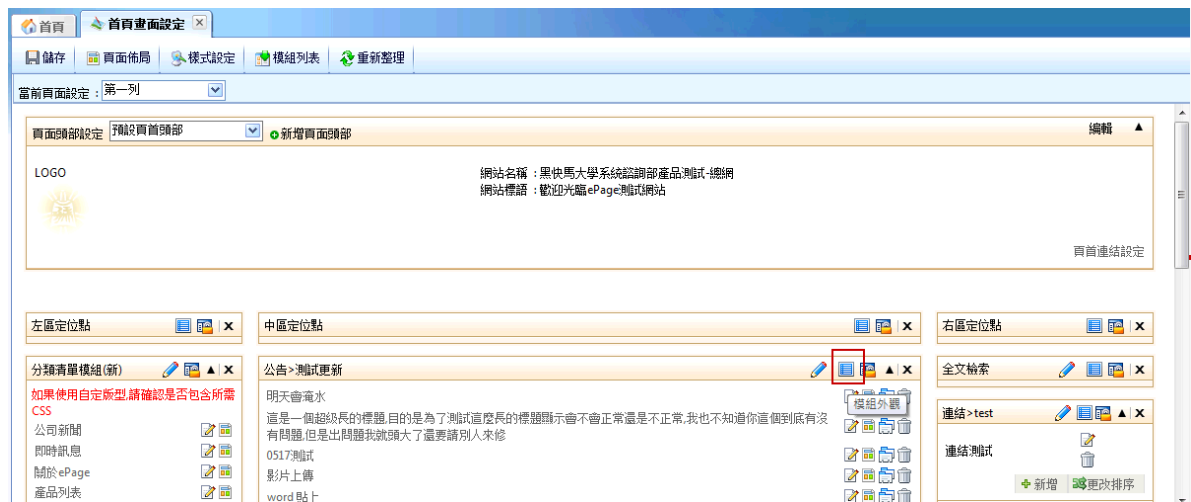 首頁 首頁畫面設定
儲存 頁面佈局 樣式設定 模組列表 重新整理
當前頁面設定：第一列
頁面頭部設定 預設頁首頭部 新增頁面頭部 編輯 ▲
LOGO
網站名稱：黑快馬大學系統諮詢部產品測試-總網
網站標語：歡迎光臨ePage測試網站
頁首連結設定
左區定位點 x
中區定位點 x
右區定位點 x
分類清單模組(新) ▲ x
如果使用自定版型,請確認是否包含所需
CSS
公司新聞
即時訊息
關於ePage
產品列表
公告>測試更新 ▲ x
模組外觀
明天會淹水
這是一個超級長的標題,目的是為了測試這麼長的標題顯示會不會正常還是不正常,我也不知道你這個到底有沒
有問題,但是出問題我就頭大了還要請別人來修
0517測試
影片上傳
word 貼上
全文檢索 x
連結>test ▲ x
連結測試
新增 更改排序